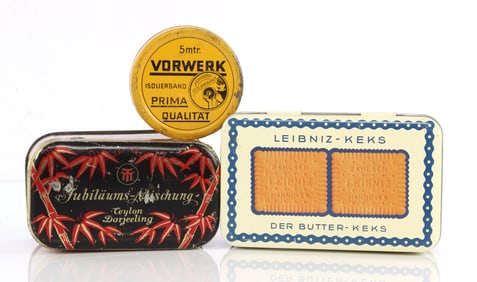 5mtr.
VORWERK
ISOLIERBAND
PRIMA
QUALITÄT
Jubiläums-Mischung
Ceylon
Darjeeling
LEIBNIZ-KEKS
LEIBNIZ
LEIBNIZ
DER BUTTER-KEKS